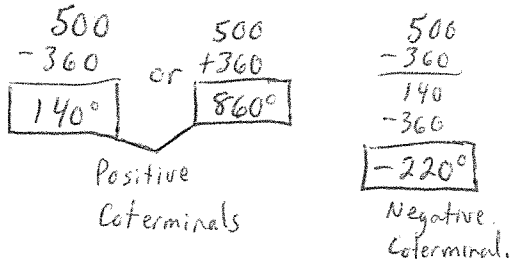 500
-360
140°
or
500
+360
860°
Positive
Coterminals
500
-360
140
-360
-220°
Negative.
Coterminal.